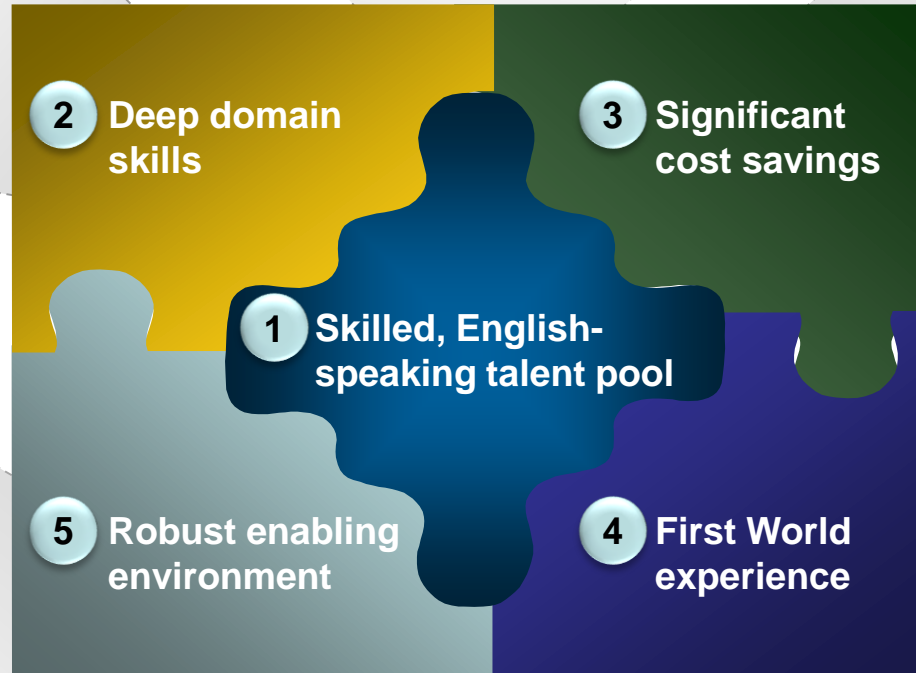 1 Skilled, English-
speaking talent pool
2 Deep domain
skills
3 Significant
cost savings
4 First World
experience
5 Robust enabling
environment